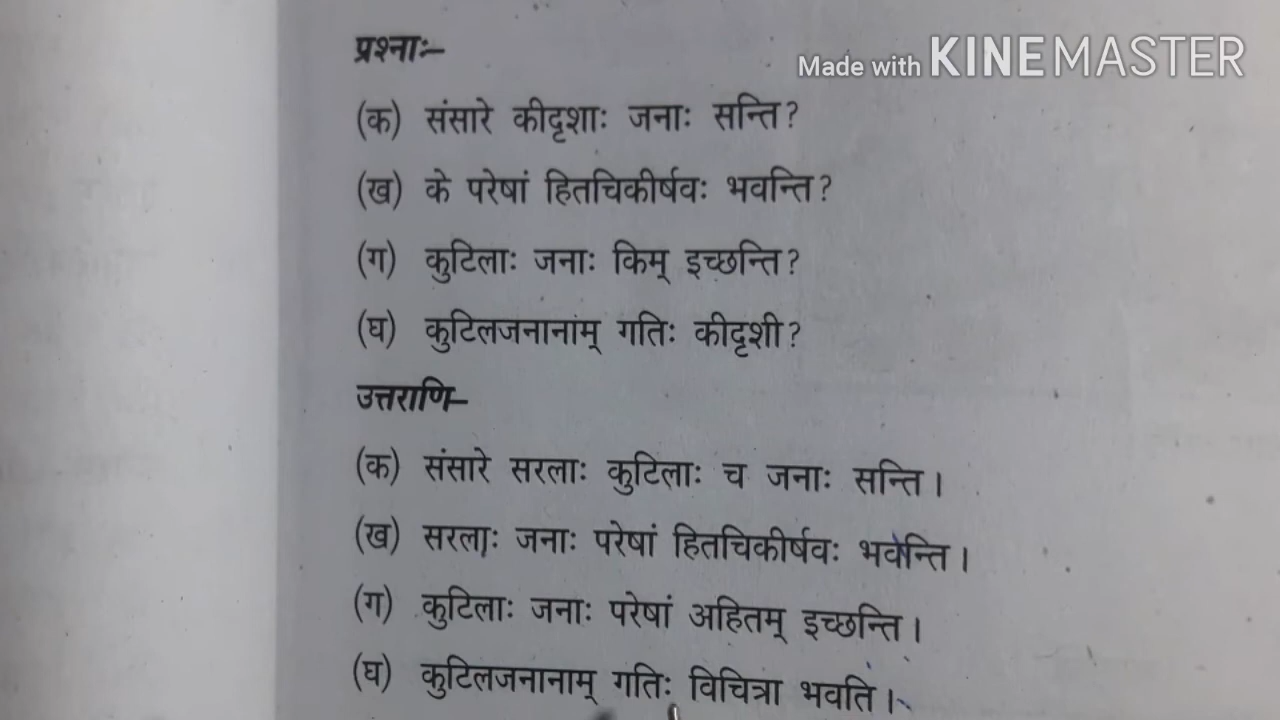 प्रश्नाः–
Made with KINEMASTER
(क) संसारे कीदृशाः जनाः सन्ति?
(ख) के परेषां हितचिकीर्षवः भवन्ति?
(ग) कुटिलाः जनाः किम् इच्छन्ति?
(घ) कुटिलजनानाम् गतिः कीदृशी?
उत्तराणि–
(क) संसारे सरलाः कुटिलाः च जनाः सन्ति।
(ख) सरलाः जनाः परेषां हितचिकीर्षवः भवन्ति।
(ग) कुटिलाः जनाः परेषां अहितम् इच्छन्ति।
(घ) कुटिलजनानाम् गतिः विचित्रा भवति।